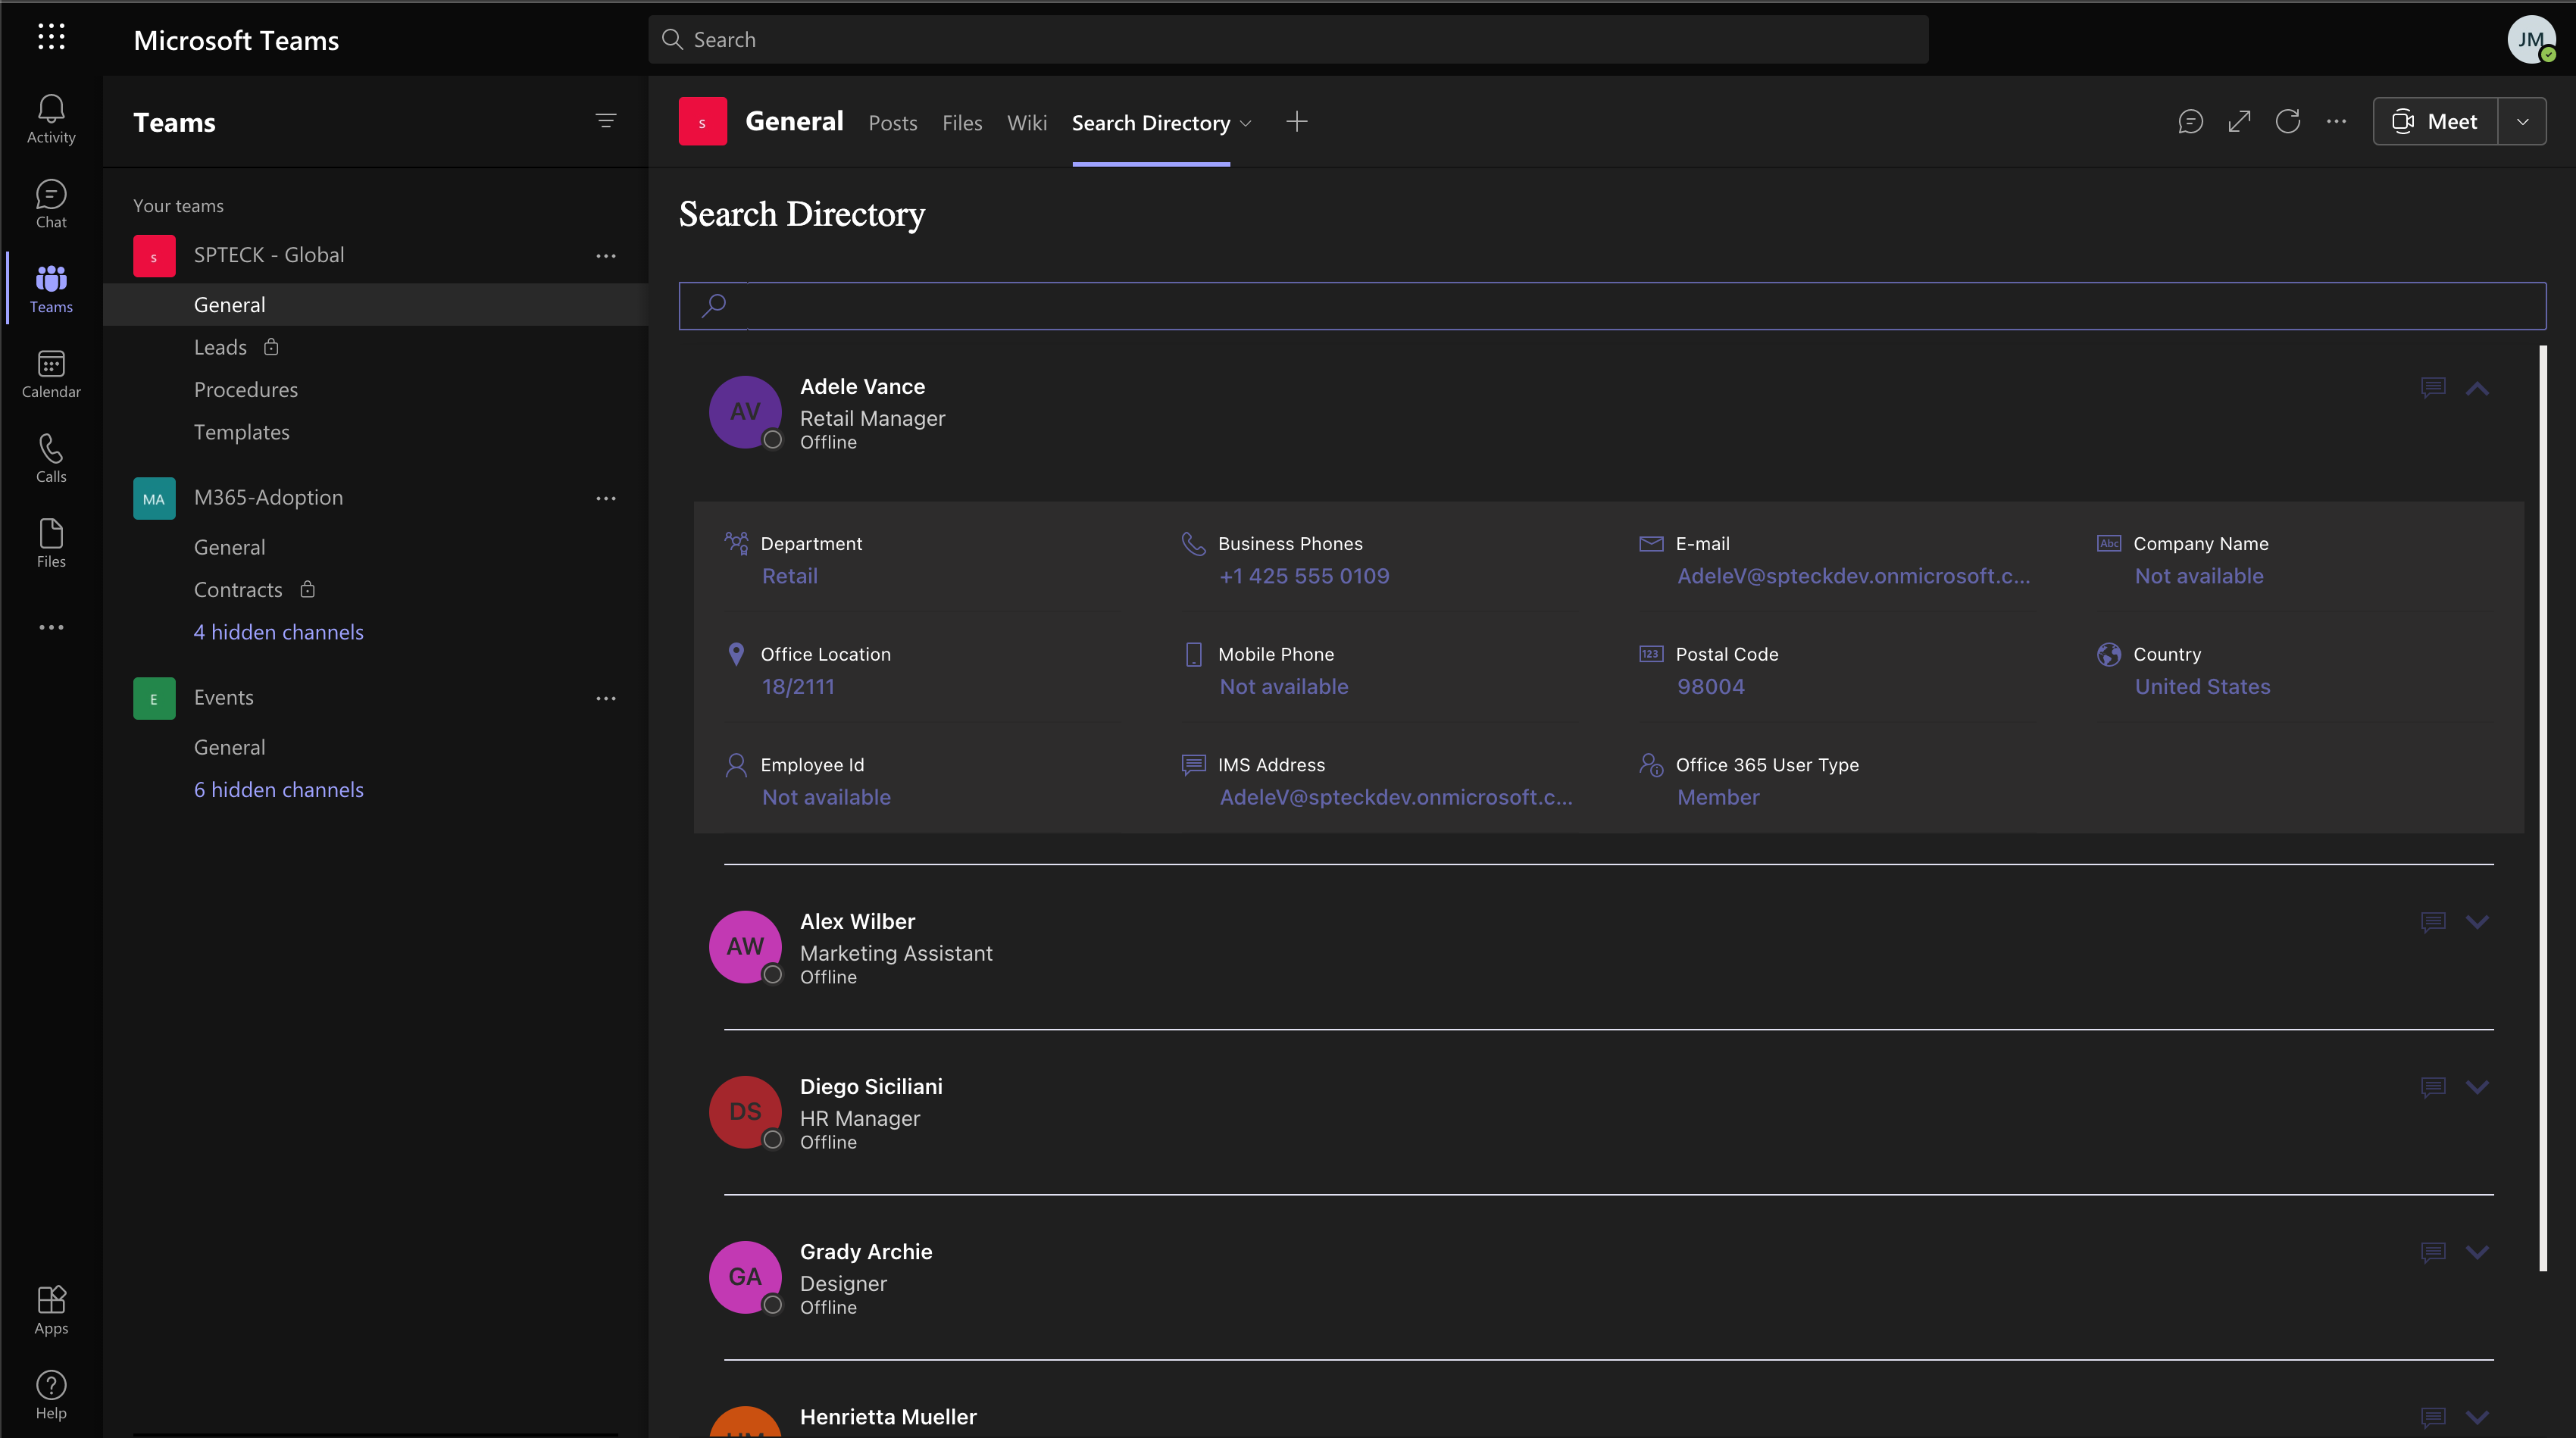 Microsoft Teams
Search
JM
Activity
Chat
Teams
Calendar
Calls
Files
Apps
Help
Teams
Your teams
s
SPTECK - Global
General
Leads
Procedures
Templates
MA
M365-Adoption
General
Contracts
4 hidden channels
E
Events
General
6 hidden channels
s
General
Posts
Files
Wiki
Search Directory
Meet
Search Directory
AV
Adele Vance
Retail Manager
Offline
Department
Retail
Business Phones
+1 425 555 0109
E-mail
AdeleV@spteckdev.onmicrosoft.c...
Abc
Company Name
Not available
Office Location
18/2111
Mobile Phone
Not available
123
Postal Code
98004
Country
United States
Employee Id
Not available
IMS Address
AdeleV@spteckdev.onmicrosoft.c...
Office 365 User Type
Member
AW
Alex Wilber
Marketing Assistant
Offline
DS
Diego Siciliani
HR Manager
Offline
GA
Grady Archie
Designer
Offline
Henrietta Mueller